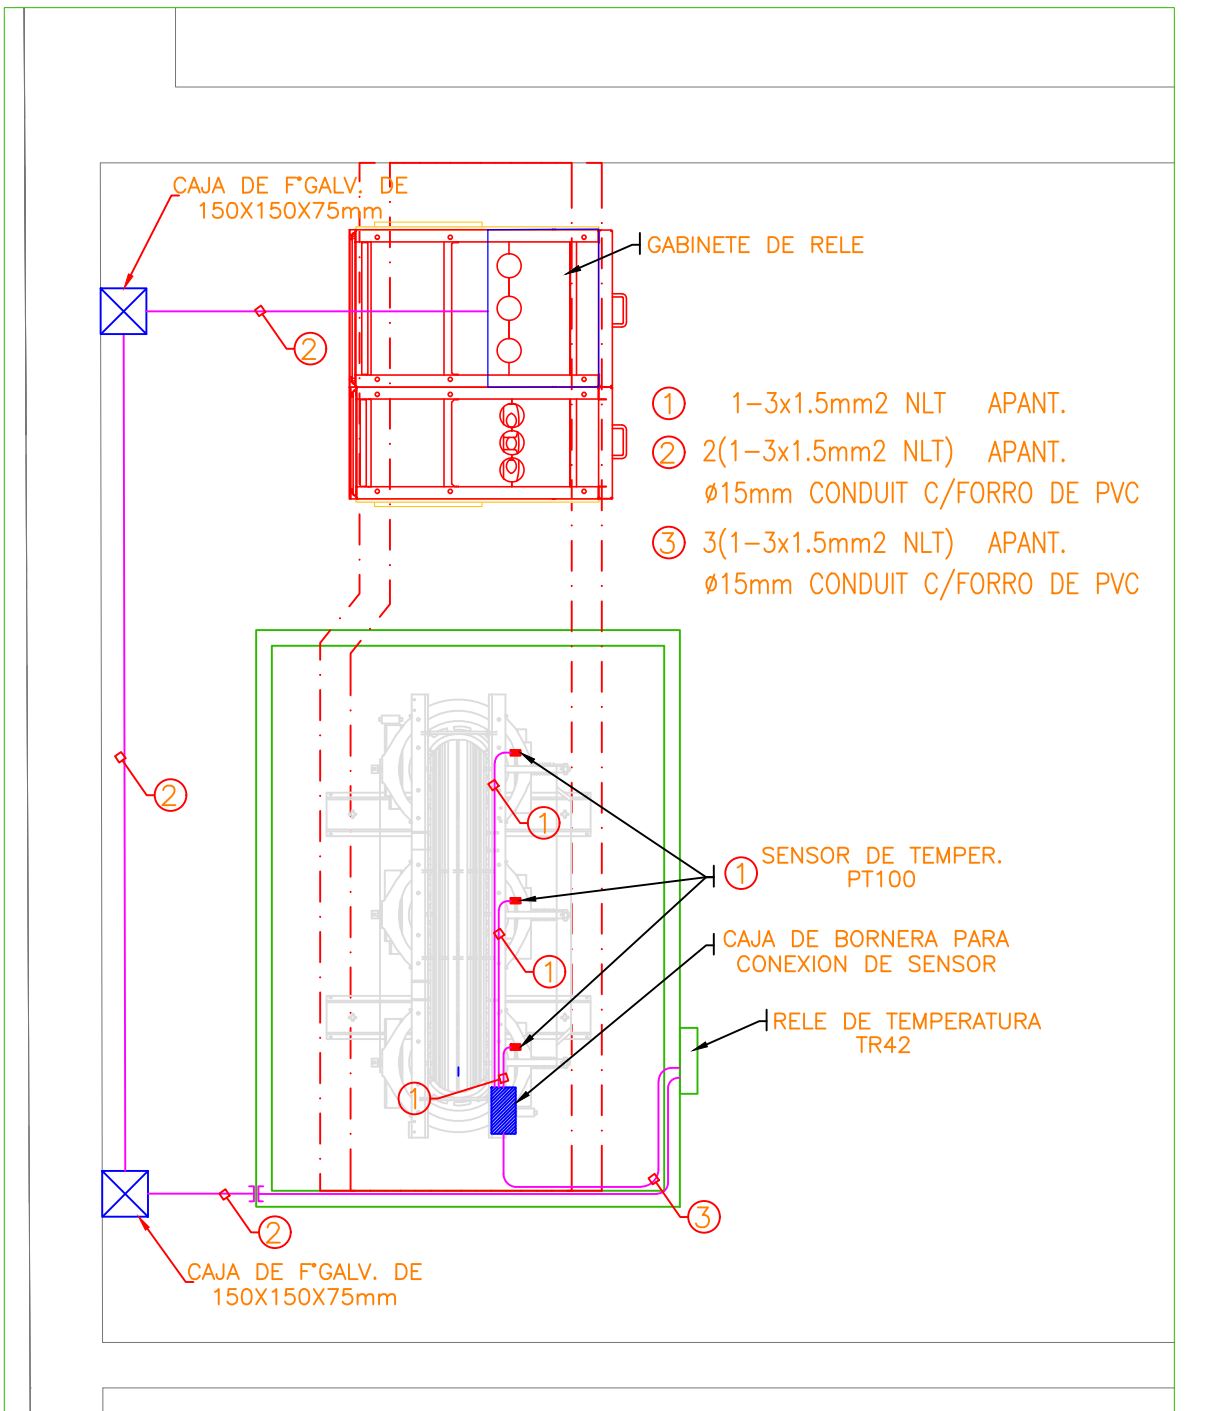 CAJA DE F°GALV. DE
150X150X75mm
GABINETE DE RELE
2
1 1-3x1.5mm2 NLT APANT.
2 2(1-3x1.5mm2 NLT) APANT.
ø15mm CONDUIT C/FORRO DE PVC
3 3(1-3x1.5mm2 NLT) APANT.
ø15mm CONDUIT C/FORRO DE PVC
2
1
1 SENSOR DE TEMPER.
PT100
CAJA DE BORNERA PARA
CONEXION DE SENSOR
1
RELE DE TEMPERATURA
TR42
1
3
2
CAJA DE F°GALV. DE
150X150X75mm